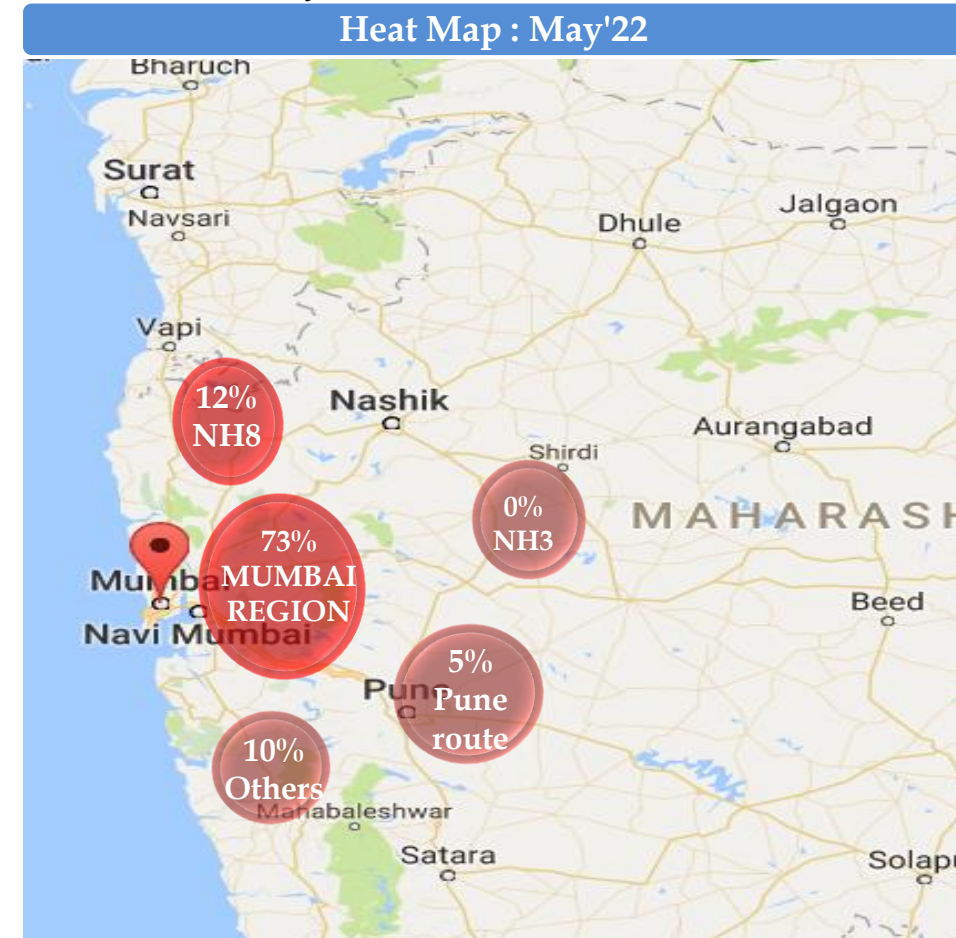 Heat Map : May'22
Bharuch
Surat
Navsari
Dhule
Jalgaon
Vapi
12%
NH8
Nashik
Aurangabad
Shirdi
0%
NH3
MAHARASH
73%
MUMBAI
REGION
Mumbai
Navi Mumbai
Beed
5%
Pune
route
Pune
10%
Others
Mahabaleshwar
Satara
Solapu